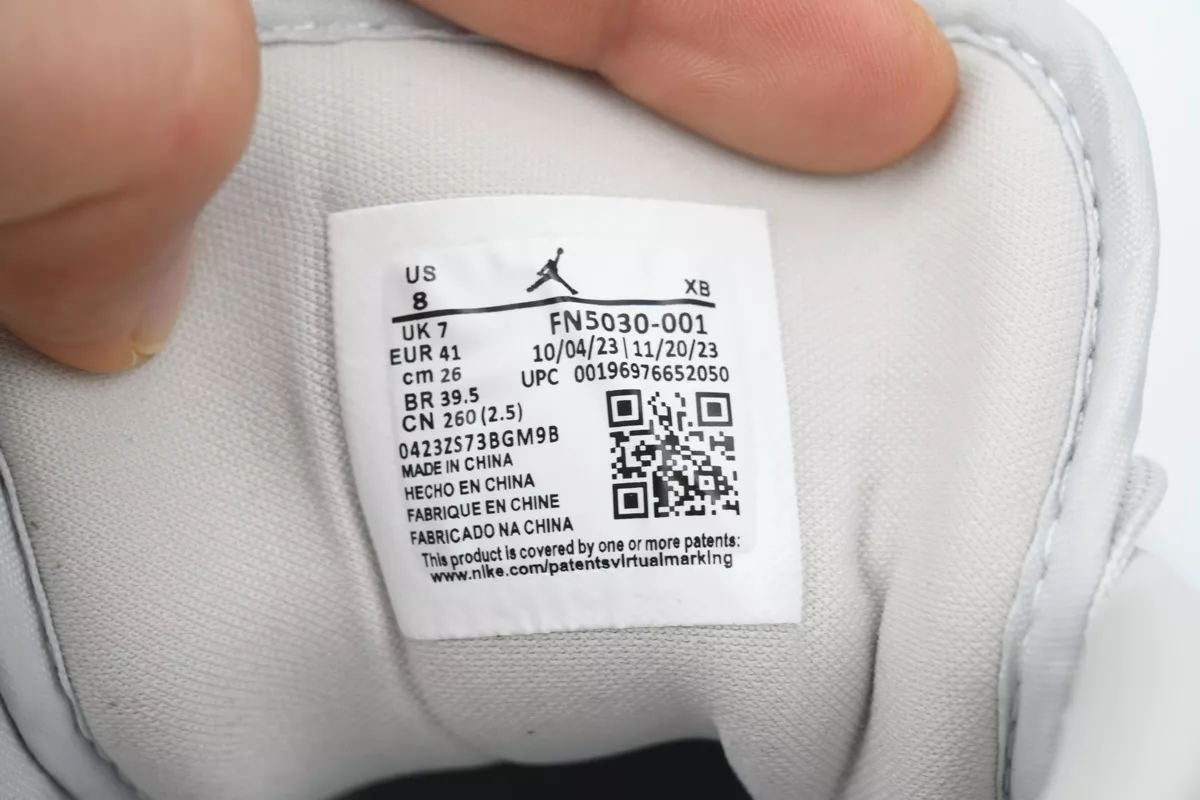 US
8
XB
UK 7
EUR 41
cm 26
BR 39.5
CN 260 (2.5)
FN5030-001
10/04/23 | 11/20/23
UPC 00196976652050
0423ZS73BGM9B
MADE IN CHINA
HECHO EN CHINA
FABRIQUE EN CHINE
FABRICADO NA CHINA
This product is covered by one or more patents:
www.nike.com/patentsvirtualmarking